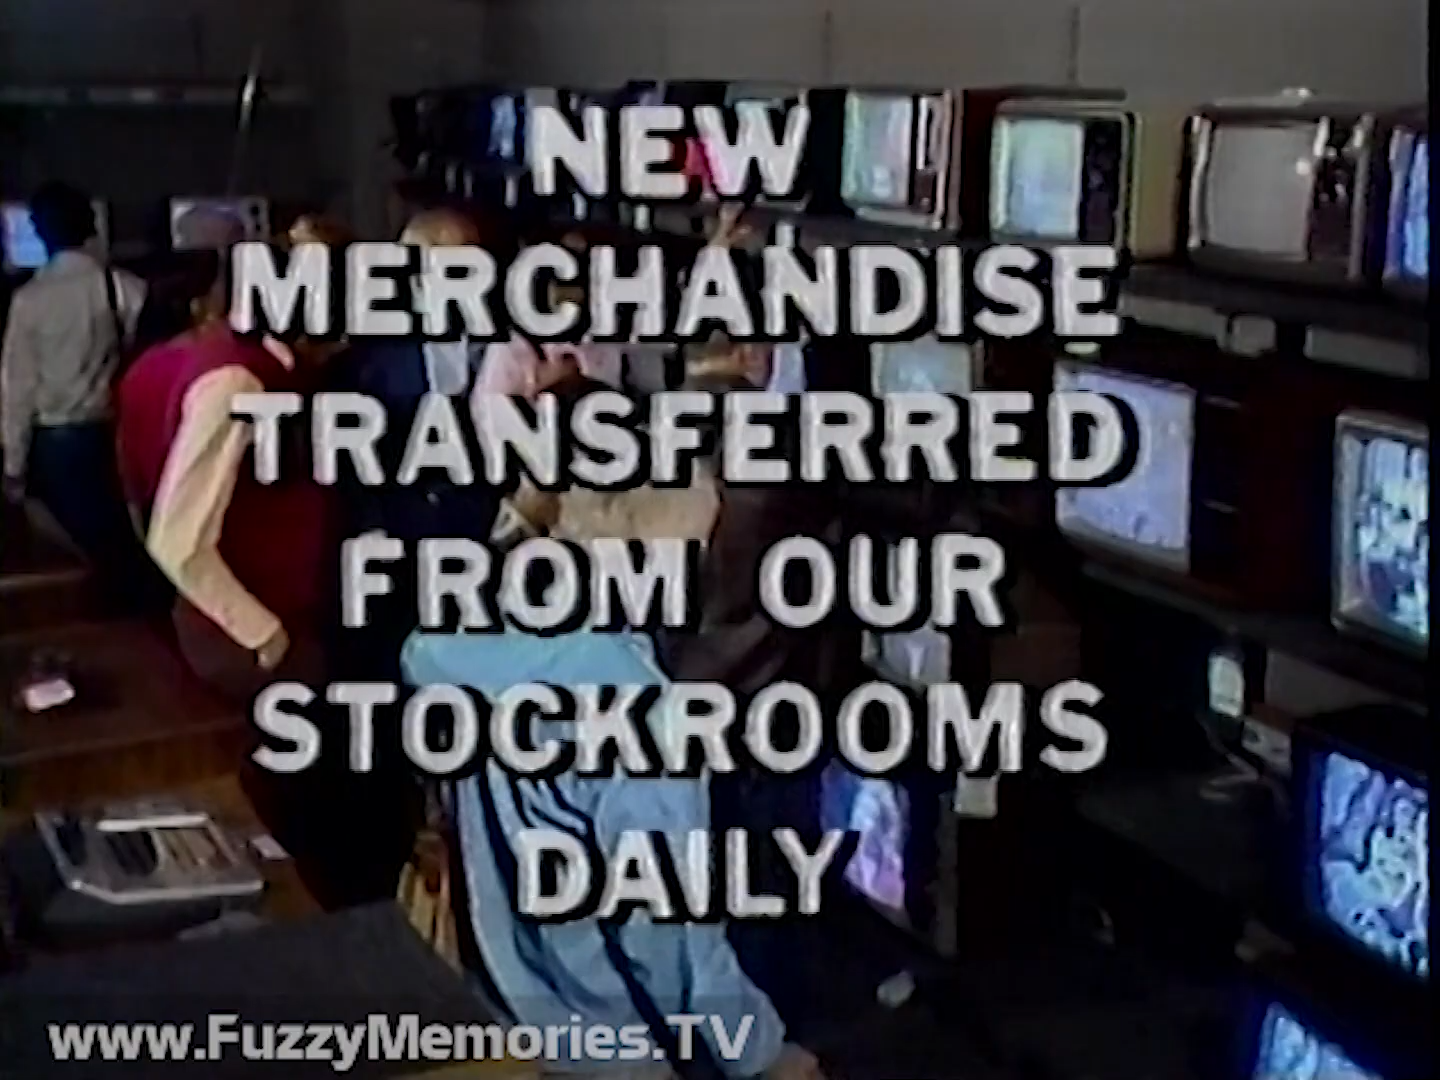 NEW
MERCHANDISE
TRANSFERRED
FROM OUR
STOCKROOMS
DAILY
www.FuzzyMemories.TV